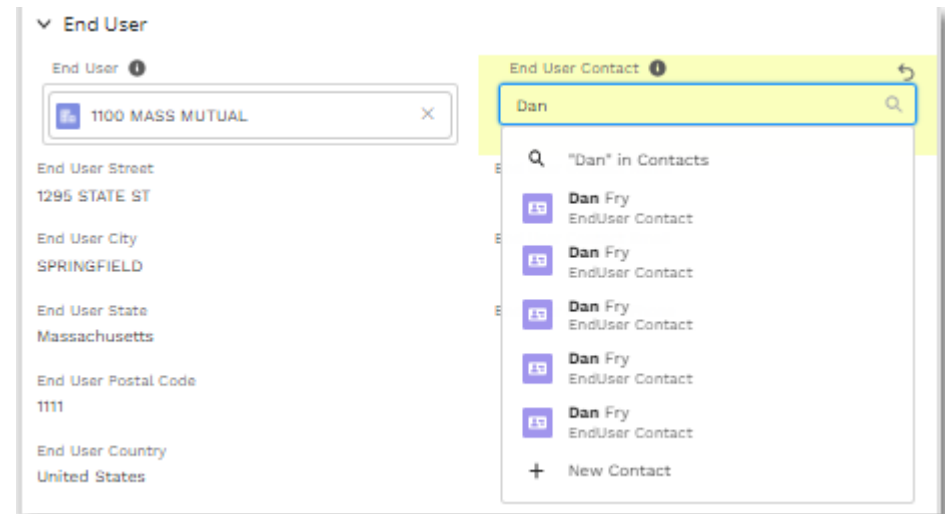 End User
End User
1100 MASS MUTUAL
End User Street
1295 STATE ST
End User City
SPRINGFIELD
End User State
Massachusetts
End User Postal Code
1111
End User Country
United States
End User Contact
Dan
"Dan" in Contacts
Dan Fry
EndUser Contact
Dan Fry
EndUser Contact
Dan Fry
EndUser Contact
Dan Fry
EndUser Contact
Dan Fry
EndUser Contact
New Contact